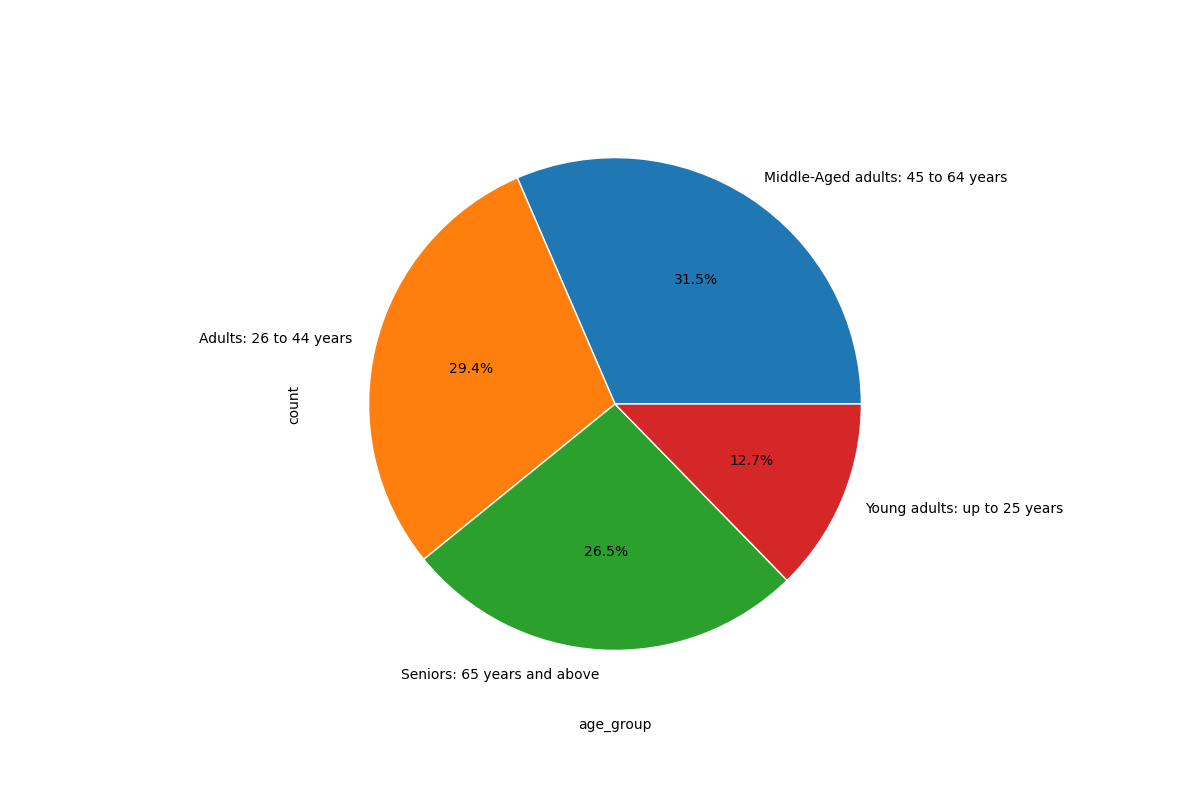 Middle-Aged adults: 45 to 64 years
31.5%
Adults: 26 to 44 years
29.4%
count
12.7%
Young adults: up to 25 years
26.5%
Seniors: 65 years and above
age_group